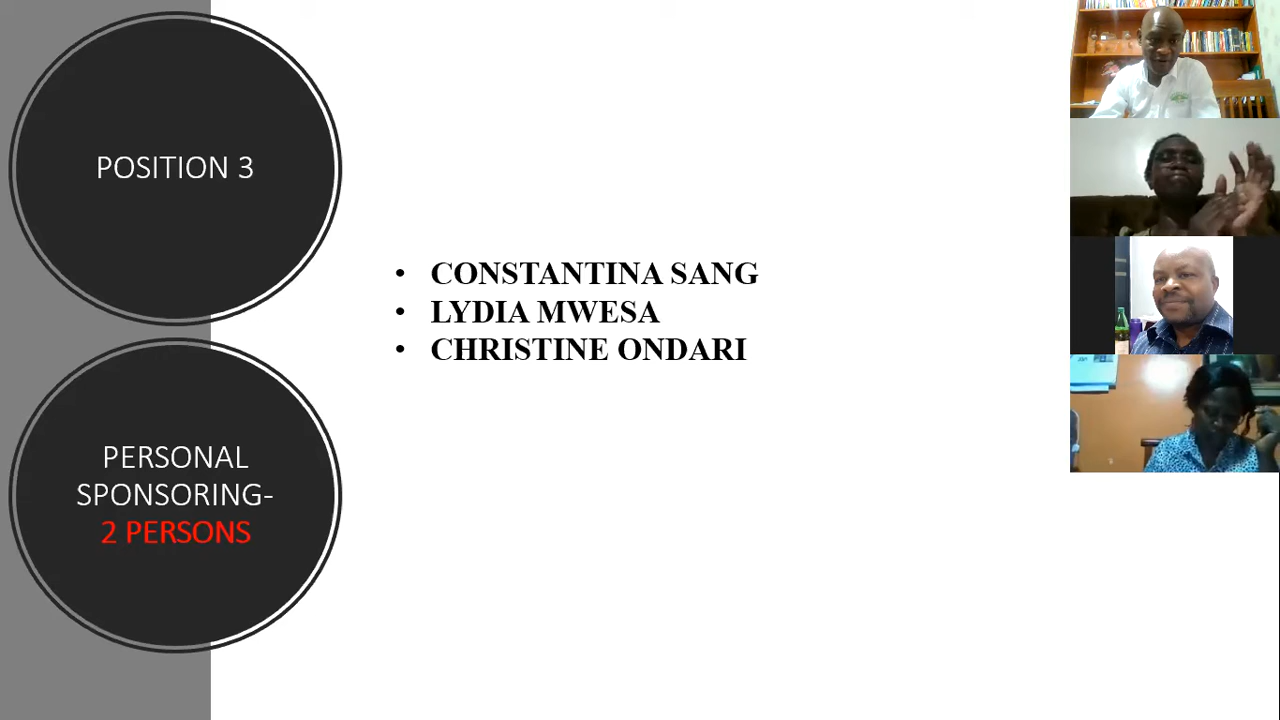 POSITION 3
PERSONAL
SPONSORING-
2 PERSONS
• CONSTANTINA SANG
• LYDIA MWESA
• CHRISTINE ONDARI